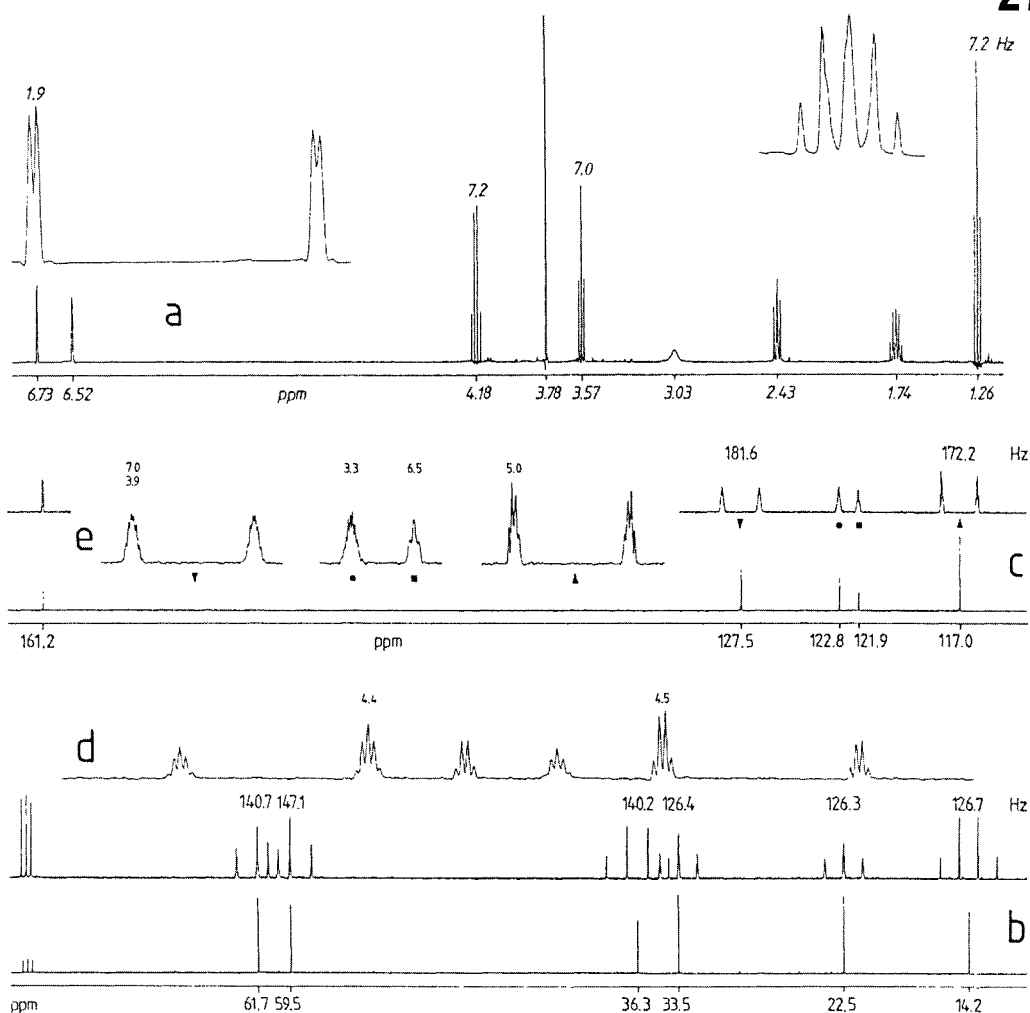 7.2 Hz
1.9
7.2
7.0
a
6.73 6.52 ppm 4.18 3.78 3.57 3.03 2.43 1.74 1.26
7.0 3.3 6.5 5.0 181.6 172.2 Hz
3.9
e
c
161.2 ppm 127.5 122.8 121.9 117.0
4.4 4.5
d
140.7 147.1 140.2 126.4 126.3 126.7 Hz
b
ppm 61.7 59.5 36.3 33.5 22.5 14.2